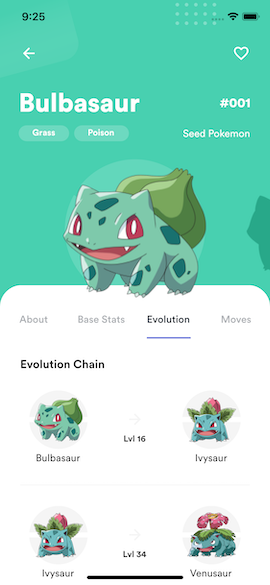 9:25
Bulbasaur
#001
Grass Poison
Seed Pokemon
About Base Stats Evolution Moves
Evolution Chain
Lvl 16
Bulbasaur Ivysaur
Lvl 34
Ivysaur Venusaur